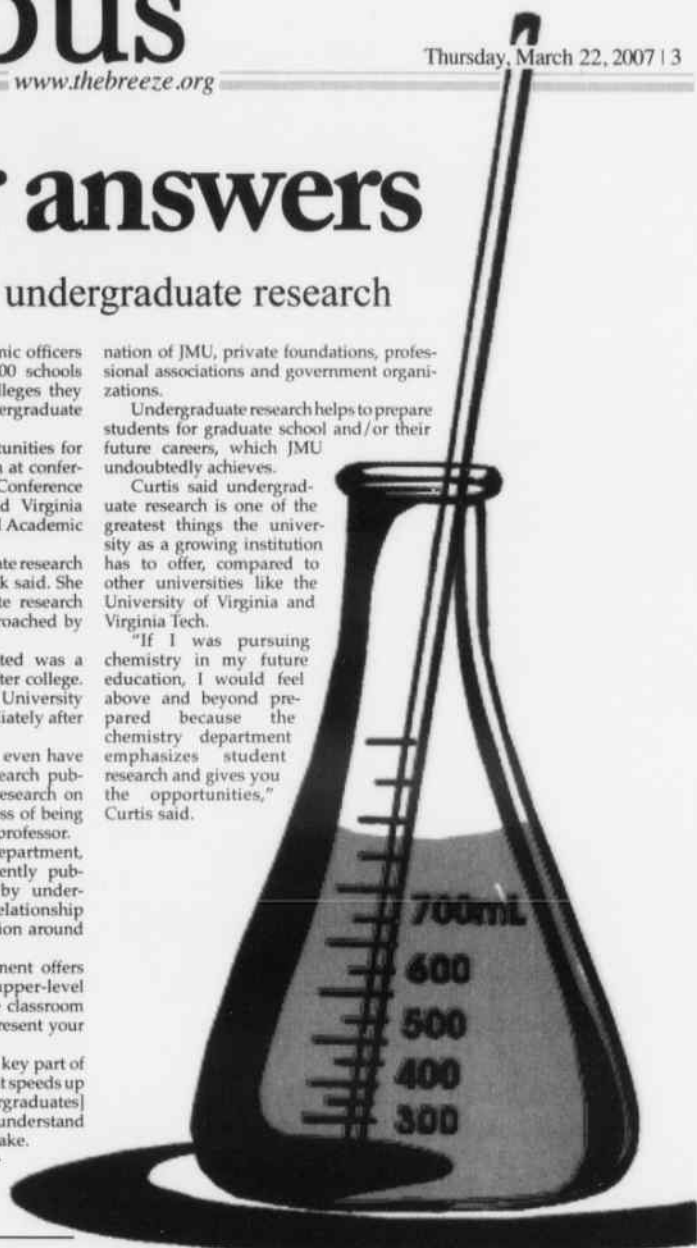 ous
Thursday, March 22, 2007 | 3
www.thebreeze.org
answers
undergraduate research
nic officers
00 schools
lleges they
ergraduate
tunities for
at confer-
Conference
d Virginia
Academic
te research
k said. She
te research
roached by
ted was a
ter college.
University
iately after
even have
earch pub-
esearch on
ss of being
professor.
epartment,
ently pub-
by under-
elationship
ion around
ment offers
upper-level
classroom
resent your
key part of
t speeds up
rgraduates]
understand
ake.
nation of JMU, private foundations, profes-
sional associations and government organi-
zations.
Undergraduate research helps to prepare
students for graduate school and/or their
future careers, which JMU
undoubtedly achieves.
Curtis said undergrad-
uate research is one of the
greatest things the univer-
sity as a growing institution
has to offer, compared to
other universities like the
University of Virginia and
Virginia Tech.
"If I was pursuing
chemistry in my future
education, I would feel
above and beyond pre-
pared because the
chemistry department
emphasizes student
research and gives you
the opportunities,"
Curtis said.
700mL
600
500
400
300